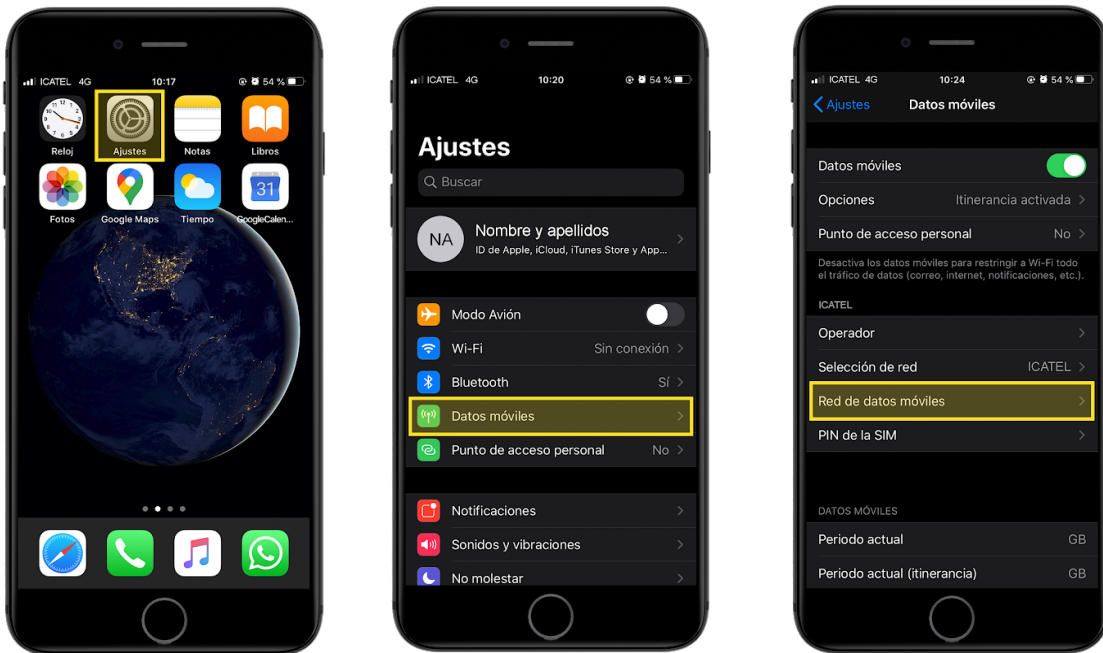 ICATEL 4G 10:17 54 %
Reloj Ajustes Notas Libros
31
Fotos Google Maps Tiempo GoogleCalen...
ICATEL 4G 10:20 54 %
Ajustes
Buscar
NA
Nombre y apellidos
ID de Apple, iCloud, iTunes Store y App...
Modo Avión
Wi-Fi Sin conexión
Bluetooth Sí
Datos móviles
Punto de acceso personal No
Notificaciones
Sonidos y vibraciones
No molestar
ICATEL 4G 10:24 54 %
Ajustes Datos móviles
Datos móviles
Opciones Itinerancia activada
Punto de acceso personal No
Desactiva los datos móviles para restringir a Wi-Fi todo
el tráfico de datos (correo, internet, notificaciones, etc.).
ICATEL
Operador
Selección de red ICATEL
Red de datos móviles
PIN de la SIM
DATOS MÓVILES
Periodo actual GB
Periodo actual (itinerancia) GB